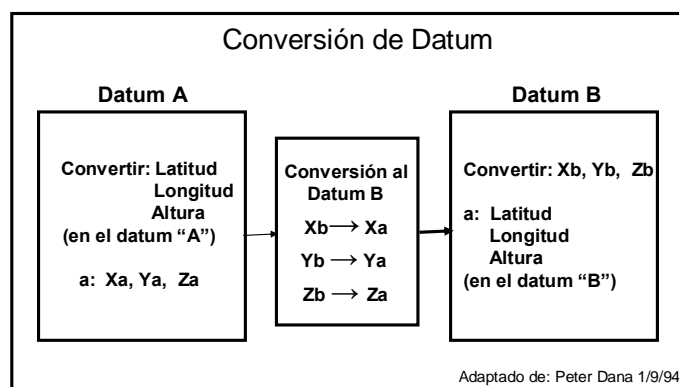 Conversión de Datum
Datum A
Convertir: Latitud
Longitud
Altura
(en el datum “A”)
a: Xa, Ya, Za
Conversión al
Datum B
Xb → Xa
Yb → Ya
Zb → Za
Datum B
Convertir: Xb, Yb, Zb
a: Latitud
Longitud
Altura
(en el datum “B”)
Adaptado de: Peter Dana 1/9/94